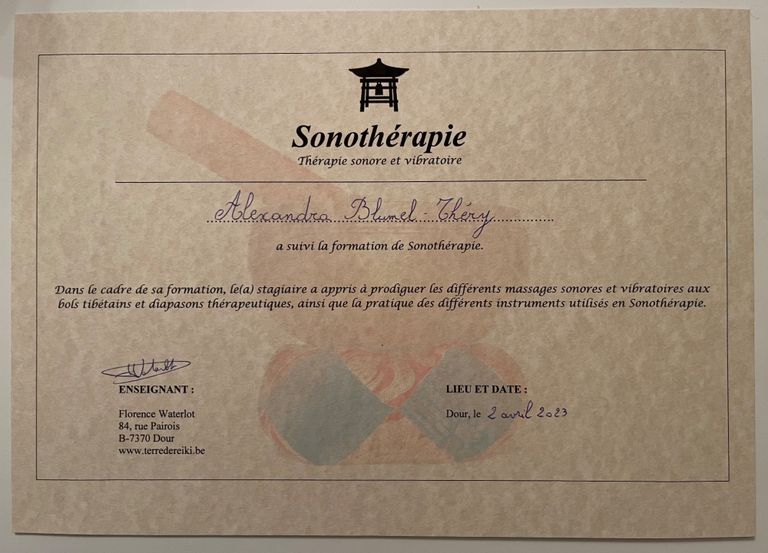 Sonothérapie
Thérapie sonore et vibratoire
Alexandra Blumel - Théry
a suivi la formation de Sonothérapie.
Dans le cadre de sa formation, le(a) stagiaire a appris à prodiguer les différents massages sonores et vibratoires aux
bols tibétains et diapasons thérapeutiques, ainsi que la pratique des différents instruments utilisés en Sonothérapie.
ENSEIGNANT :
Florence Waterlot
84, rue Pairois
B-7370 Dour
www.terredereiki.be
LIEU ET DATE :
Dour, le 2 avril 2023